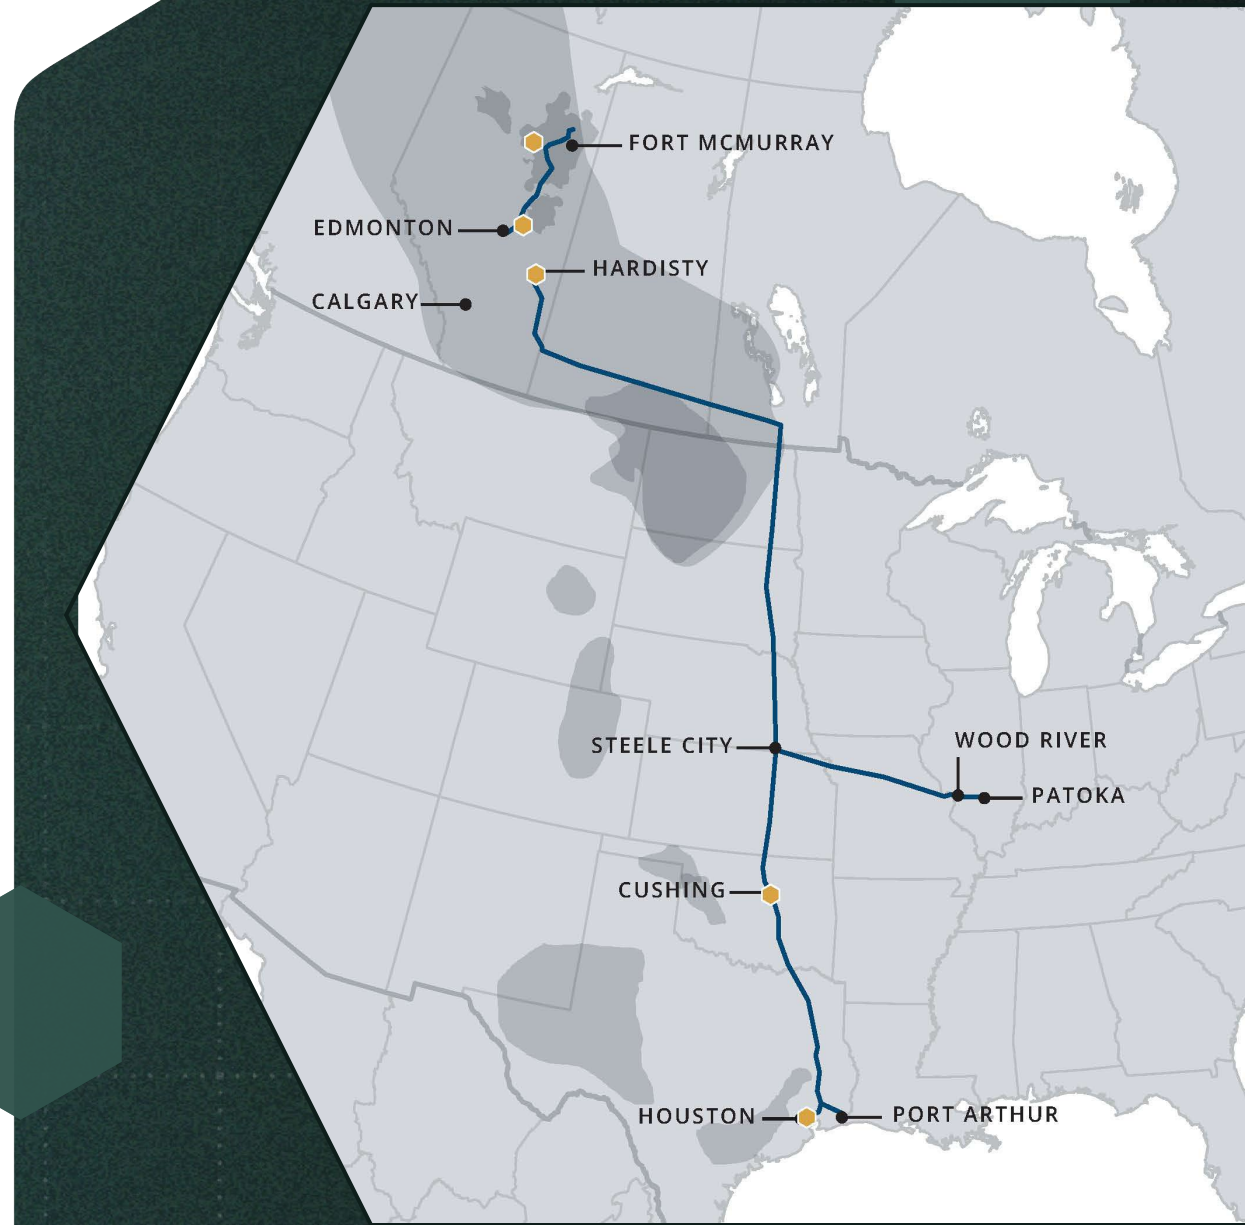 FORT MCMURRAY
EDMONTON
HARDISTY
CALGARY
STEELE CITY
WOOD RIVER
PATOKA
CUSHING
HOUSTON
PORT ARTHUR